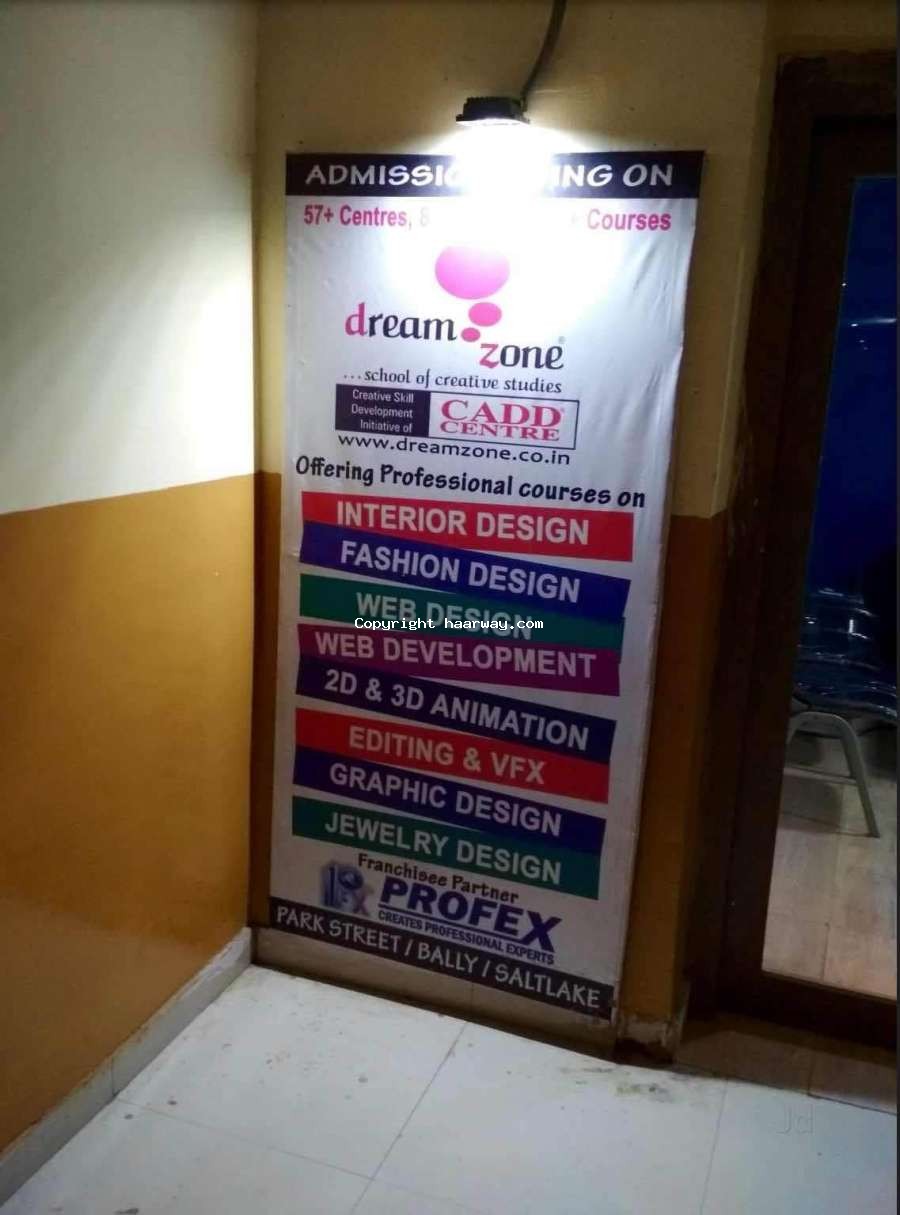 ADMISSI NG ON
57+ Centres, Courses
dream
zone
...school of creative studies
Creative Skill
Development
Initiative of
CADD
CENTRE
www.dreamzone.co.in
Offering Professional courses on
INTERIOR DESIGN
FASHION DESIGN
WEB DESIGN
Copyright haarway.com
WEB DEVELOPMENT
2D & 3D ANIMATION
EDITING & VFX
GRAPHIC DESIGN
JEWELRY DESIGN
Franchisee Partner
PROFEX
CREATES PROFESSIONAL EXPERTS
PARK STREET / BALLY / SALTLAKE
Jd